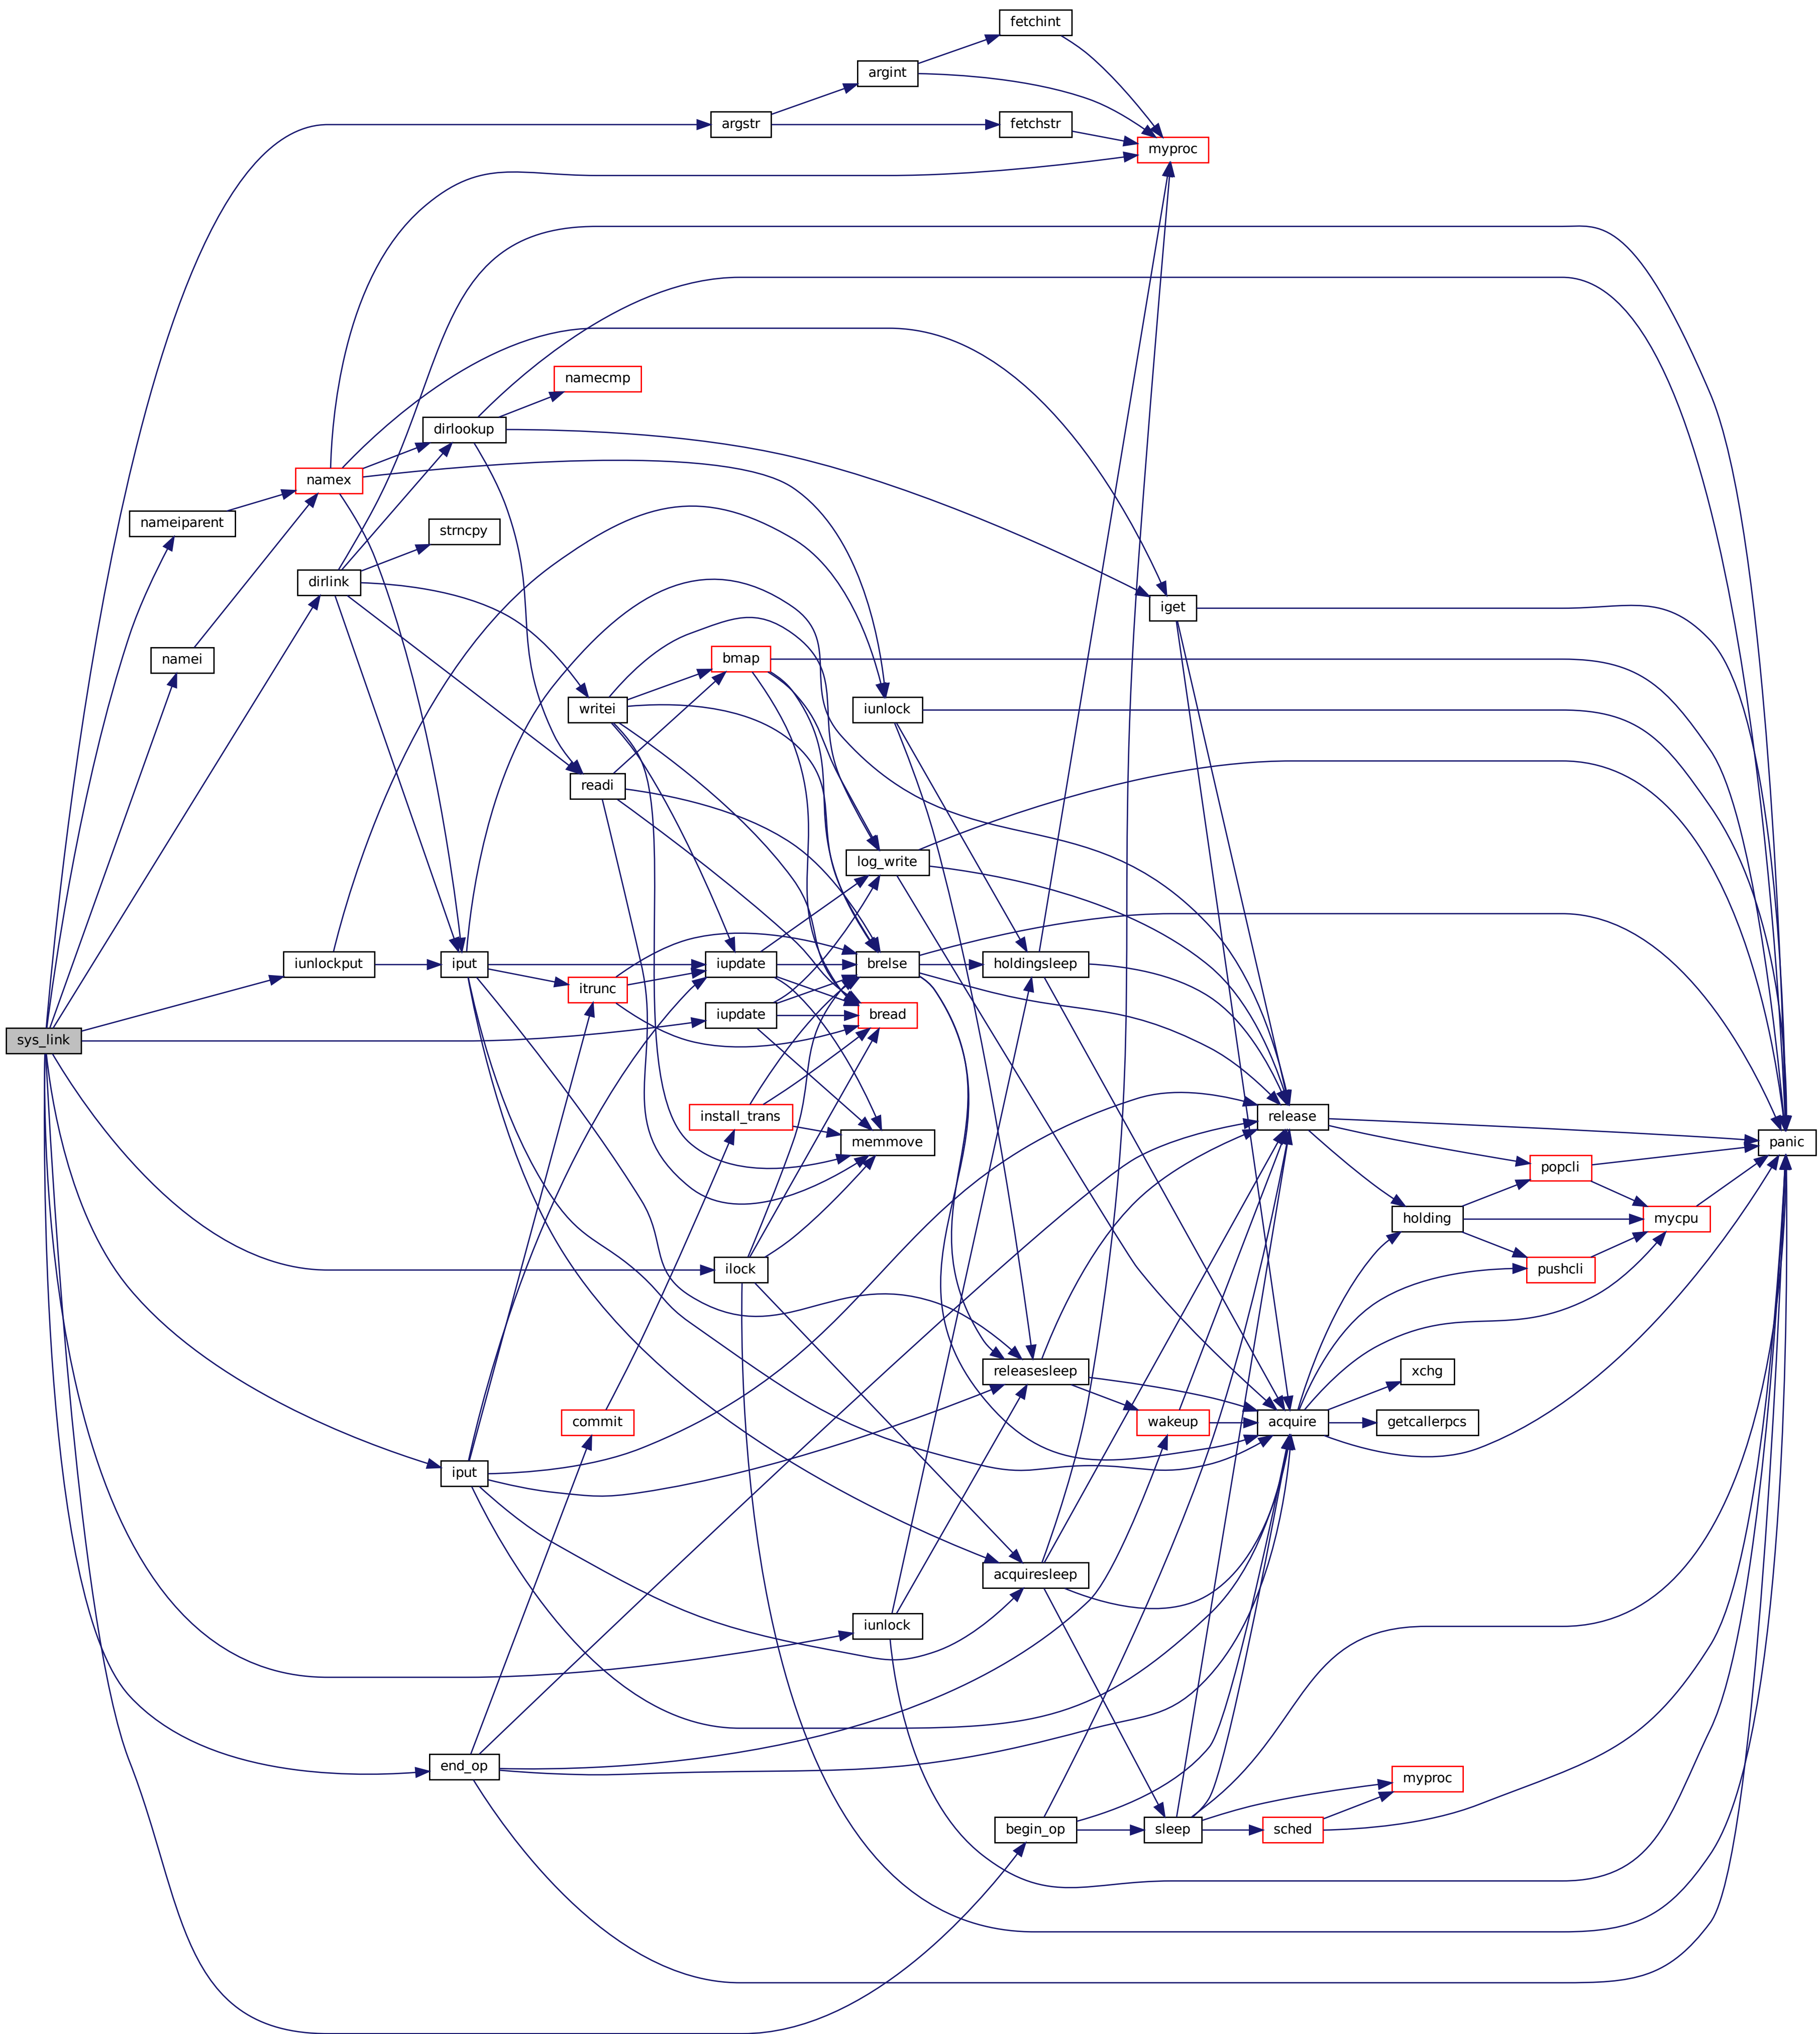 fetchint
argint
argstr
fetchstr
myproc
namecmp
dirlookup
namex
nameiparent
strncpy
dirlink
iget
namei
bmap
writei
iunlock
readi
log_write
iunlockput
iput
iupdate
brelse
holdingsleep
itrunc
iupdate
bread
sys_link
install_trans
release
memmove
panic
popcli
holding
mycpu
ilock
pushcli
releasesleep
xchg
commit
wakeup
acquire
getcallerpcs
iput
acquiresleep
iunlock
end_op
myproc
begin_op
sleep
sched